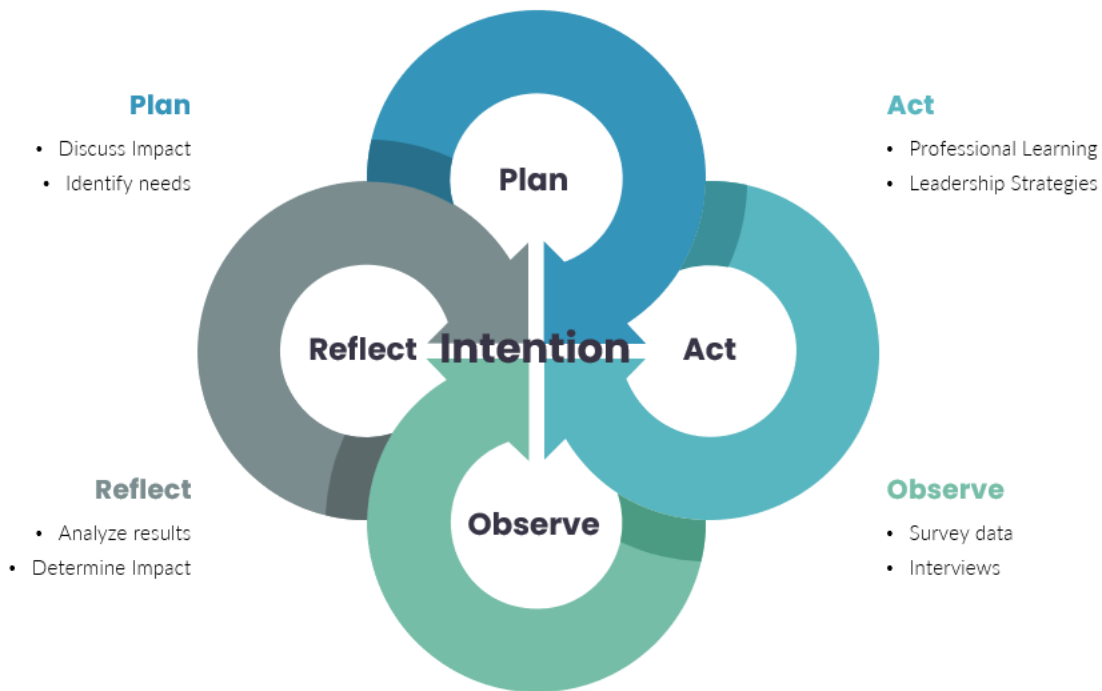 Plan
• Discuss Impact
• Identify needs
Act
• Professional Learning
• Leadership Strategies
Plan
Reflect
Intention
Act
Observe
Reflect
• Analyze results
• Determine Impact
Observe
• Survey data
• Interviews